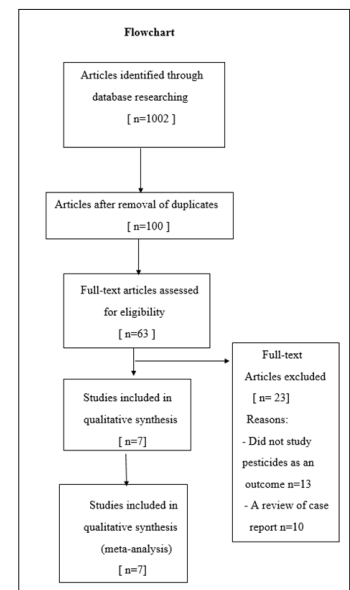 Flowchart
Articles identified through
database researching
[ n=1002 ]
Articles after removal of duplicates
[ n=100 ]
Full-text articles assessed
for eligibility
[ n=63 ]
Full-text
Articles excluded
[ n= 23]
Reasons:
- Did not study
pesticides as an
outcome n=13
- A review of case
report n=10
Studies included in
qualitative synthesis
[ n=7]
Studies included in
qualitative synthesis
(meta-analysis)
[ n=7]